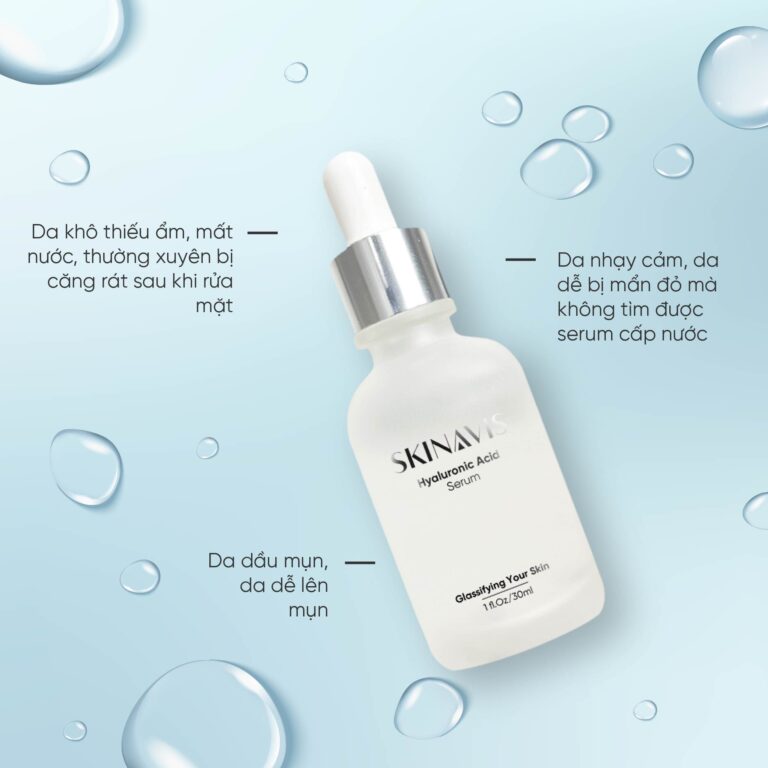 Da khô thiếu ẩm, mất
nước, thường xuyên bị
căng rát sau khi rửa
mặt
Da nhạy cảm, da
dễ bị mẩn đỏ mà
không tìm được
serum cấp nước
SKINAVIS
Hyaluronic Acid
Serum
Da dầu mụn,
da dễ lên
mụn
Glassifying Your Skin
1 fl.Oz/30ml